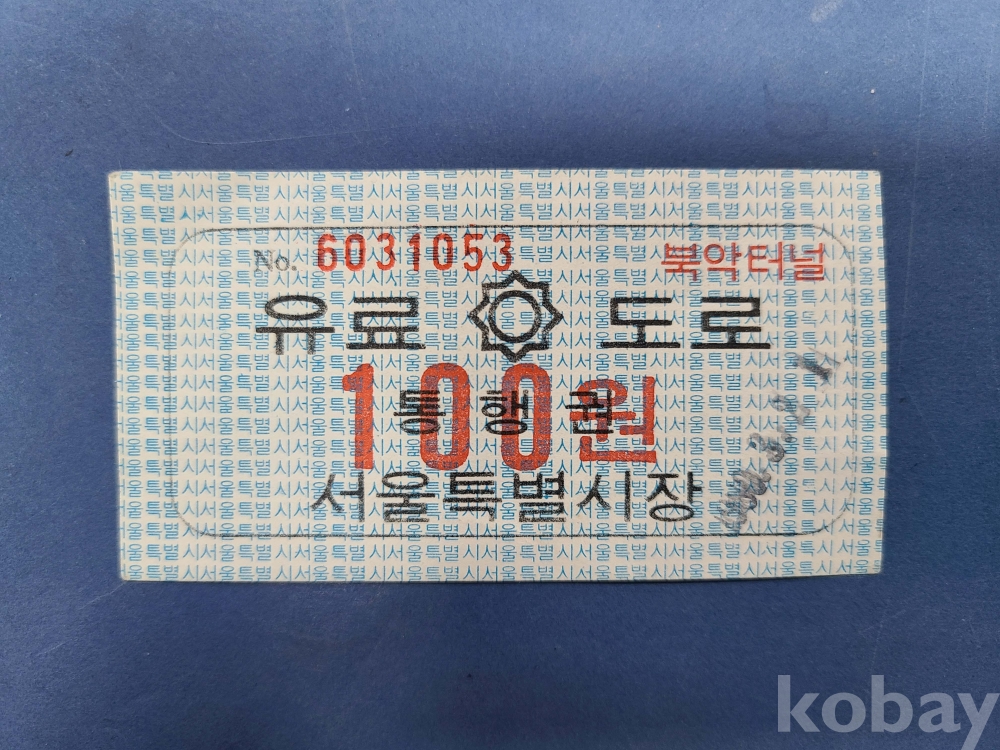 No. 6031053 북악터널
유료 도로
100원
통행권
서울특별시장
kobay